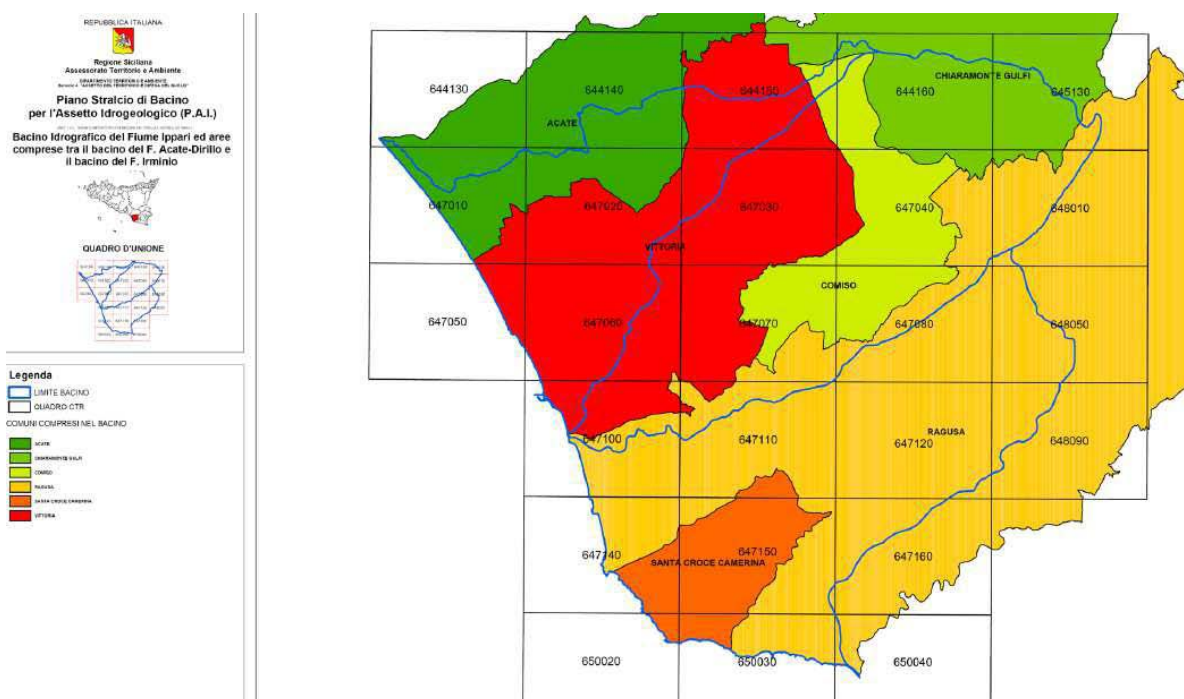 REPUBBLICA ITALIANA
Regione Siciliana
Assessorato Territorio e Ambiente
DIPARTIMENTO TERRITORIO E AMBIENTE
Piano Stralcio di Bacino
per l'Assetto Idrogeologico (P.A.I.)
Bacino Idrografico del Fiume Ippari ed aree
comprese tra il bacino del F. Acate-Dirillo e
il bacino del F. Irminio
QUADRO D'UNIONE
Legenda
LIMITE BACINO
QUADRO CTR
COMUNI COMPRESI NEL BACINO
ACATE
CHIARAMONTE GULFI
COMISO
RAGUSA
SANTA CROCE CAMERINA
VITTORIA
CHIARAMONTE GULFI
644130
644140
644150
644160
645130
ACATE
647010
647020
647030
647040
648010
VITTORIA
COMISO
647050
647060
647070
647080
648050
RAGUSA
647100
647110
647120
648090
647140
647150
647160
SANTA CROCE CAMERINA
650020
650030
650040